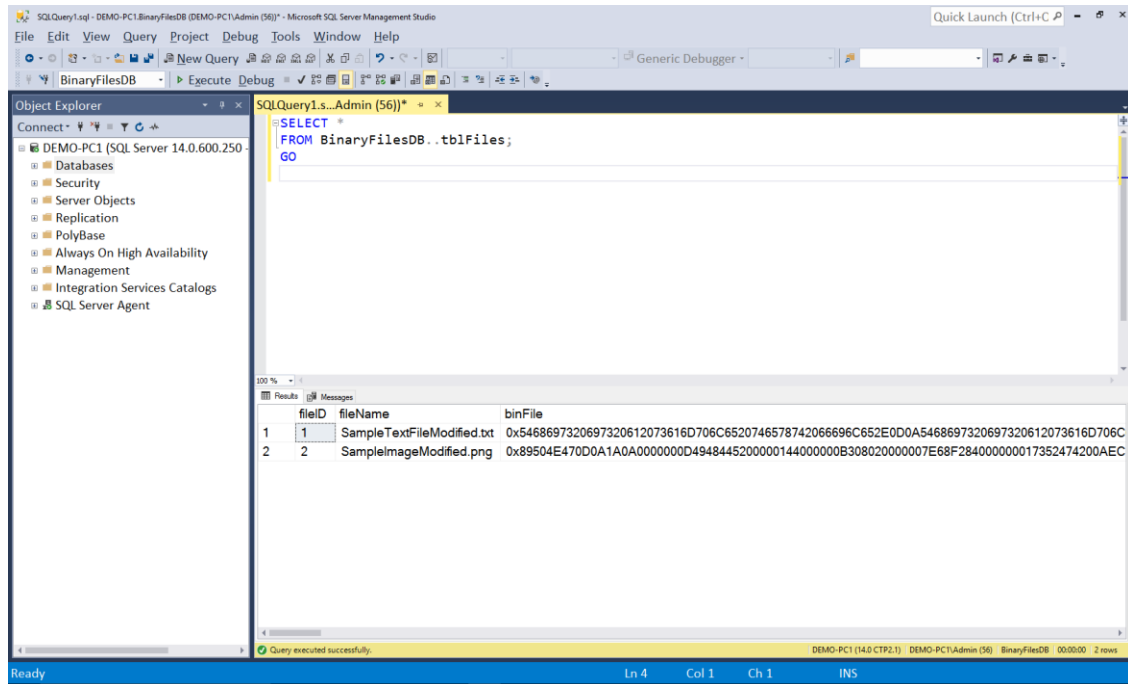 SQLQuery1.sql - DEMO-PC1.BinaryFilesDB (DEMO-PC1\Admin (56))* - Microsoft SQL Server Management Studio
Quick Launch (Ctrl+C
File Edit View Query Project Debug Tools Window Help
New Query
Generic Debugger
BinaryFilesDB Execute Debug
Object Explorer
SQLQuery1.s...Admin (56))*
Connect
DEMO-PC1 (SQL Server 14.0.600.250 -
Databases
Security
Server Objects
Replication
PolyBase
Always On High Availability
Management
Integration Services Catalogs
SQL Server Agent
SELECT *
FROM BinaryFilesDB..tblFiles;
GO
100 %
Results Messages
fileID fileName binFile
1 1 SampleTextFileModified.txt 0x5468697320697320612073616D706C6520746578742066696C652E0D0A5468697320697320612073616D706C
2 2 SampleImageModified.png 0x89504E470D0A1A0A0000000D4948445200000144000000B308020000007E68F28400000000017352474200AEC
Query executed successfully.
DEMO-PC1 (14.0 CTP2.1) DEMO-PC1\Admin (56) BinaryFilesDB 00:00:00 2 rows
Ready
Ln 4 Col 1 Ch 1 INS